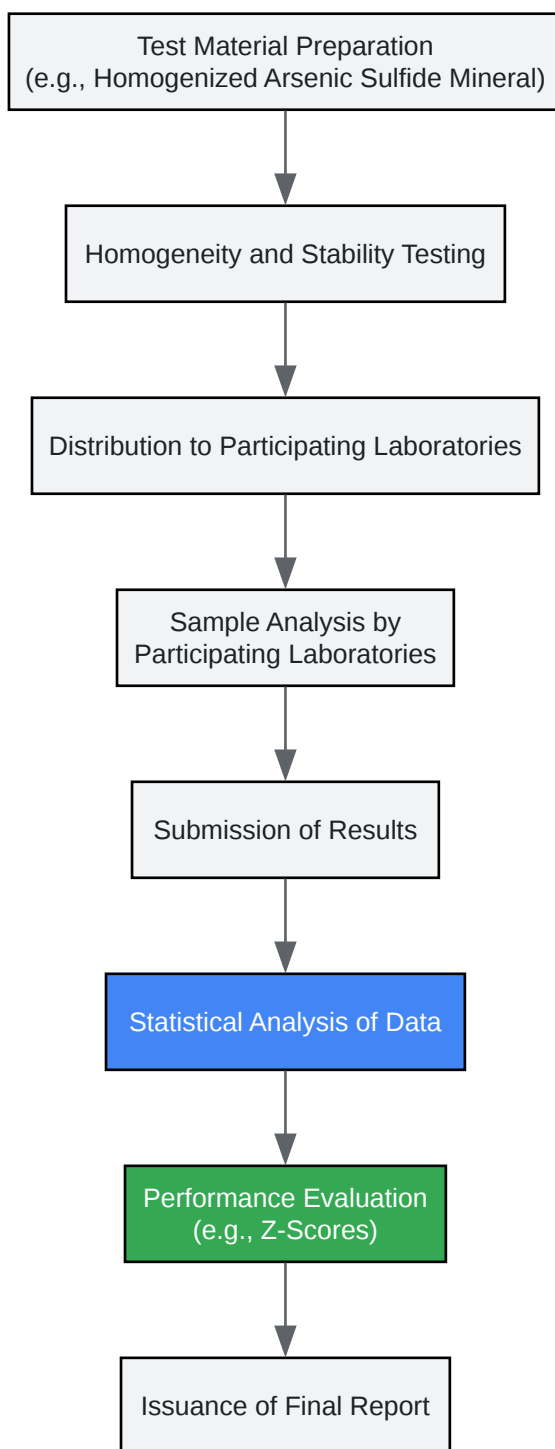 Test Material Preparation
(e.g., Homogenized Arsenic Sulfide Mineral)
Homogeneity and Stability Testing
Distribution to Participating Laboratories
Sample Analysis by
Participating Laboratories
Submission of Results
Statistical Analysis of Data
Performance Evaluation
(e.g., Z-Scores)
Issuance of Final Report